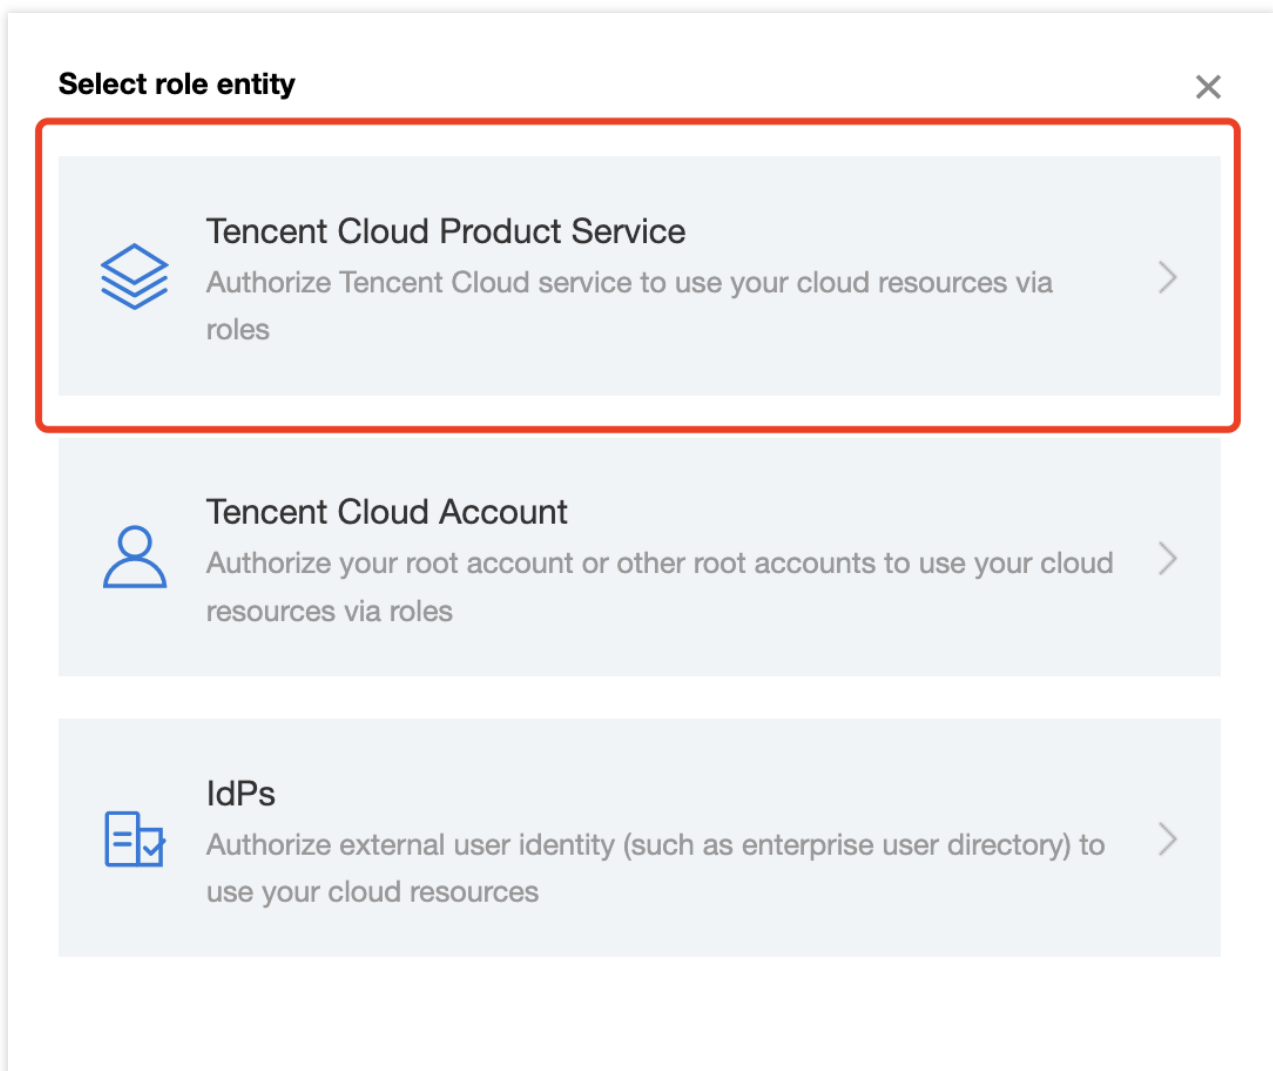 Select role entity
Tencent Cloud Product Service
Authorize Tencent Cloud service to use your cloud resources via
roles
Tencent Cloud Account
Authorize your root account or other root accounts to use your cloud
resources via roles
IdPs
Authorize external user identity (such as enterprise user directory) to
use your cloud resources